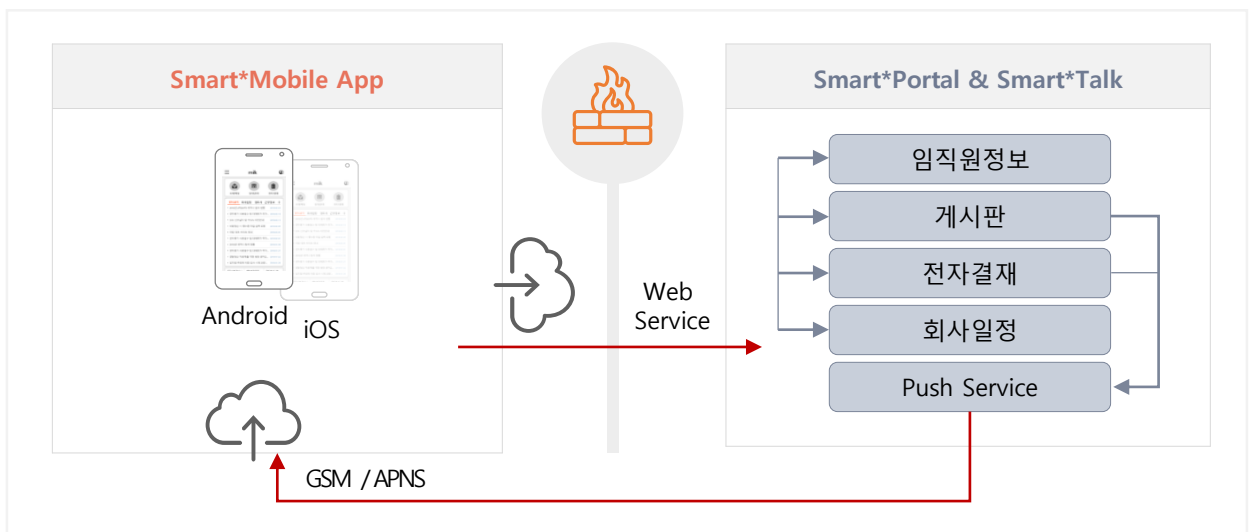 Smart*Mobile App
Android
iOS
Web
Service
GSM / APNS
Smart*Portal & Smart*Talk
임직원정보
게시판
전자결재
회사일정
Push Service